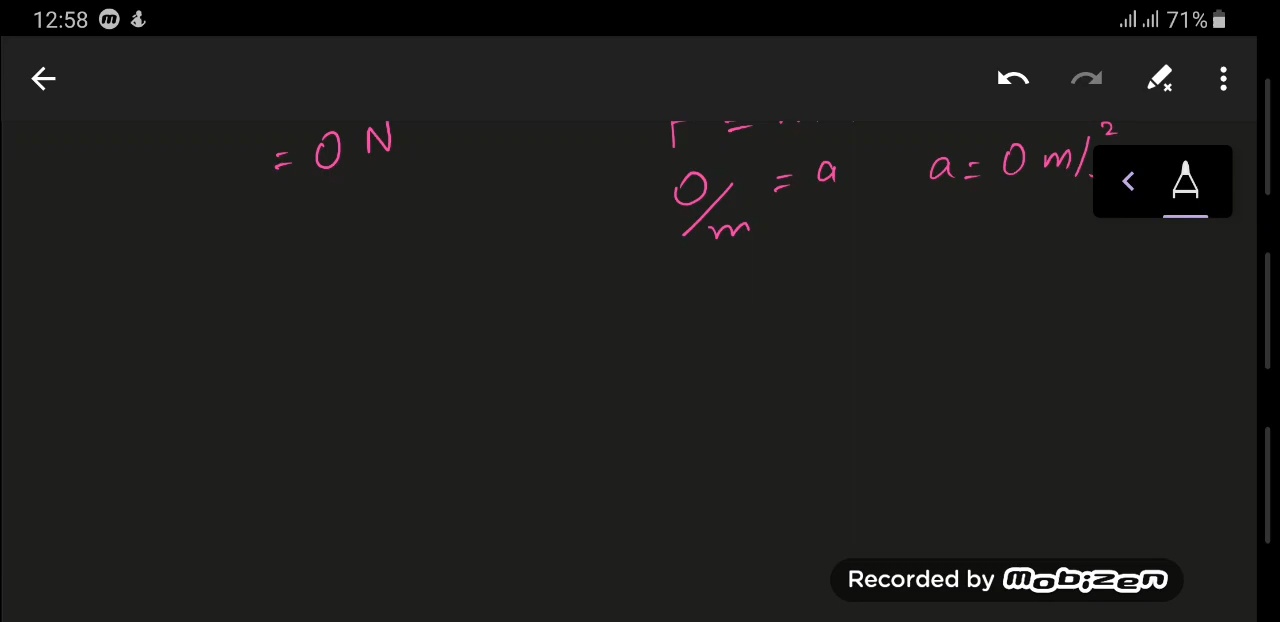 12:58 71%
= 0 N
0/m = a a = 0 m/s²
Recorded by mobizen